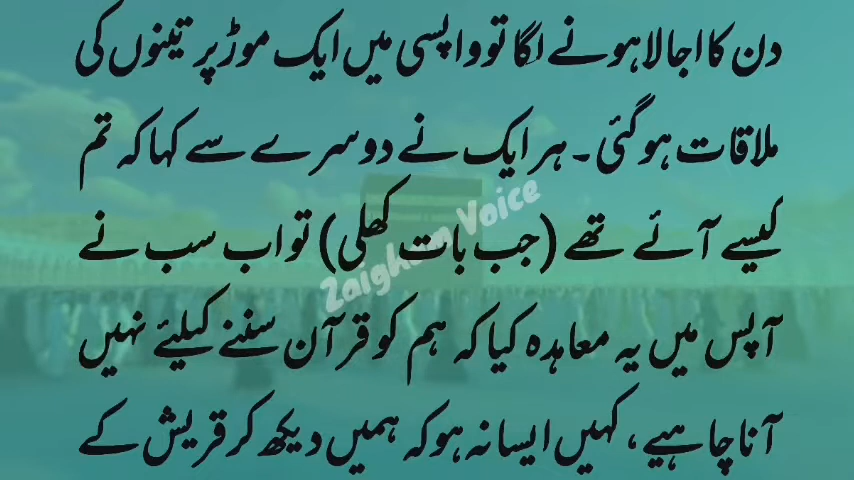 دن کا اجالا ہونے لگا تو واپسی میں ایک موڑ پر تینوں کی
ملاقات ہوگئی۔ ہر ایک نے دوسرے سے کہا کہ تم
کیسے آئے تھے (جب بات کھلی) تو اب سب نے
آپس میں یہ معاہدہ کیا کہ ہم کو قرآن سننے کیلئے نہیں
آنا چاہیے، کہیں ایسا نہ ہو کہ ہمیں دیکھ کر قریش کے
Zaigham Voice